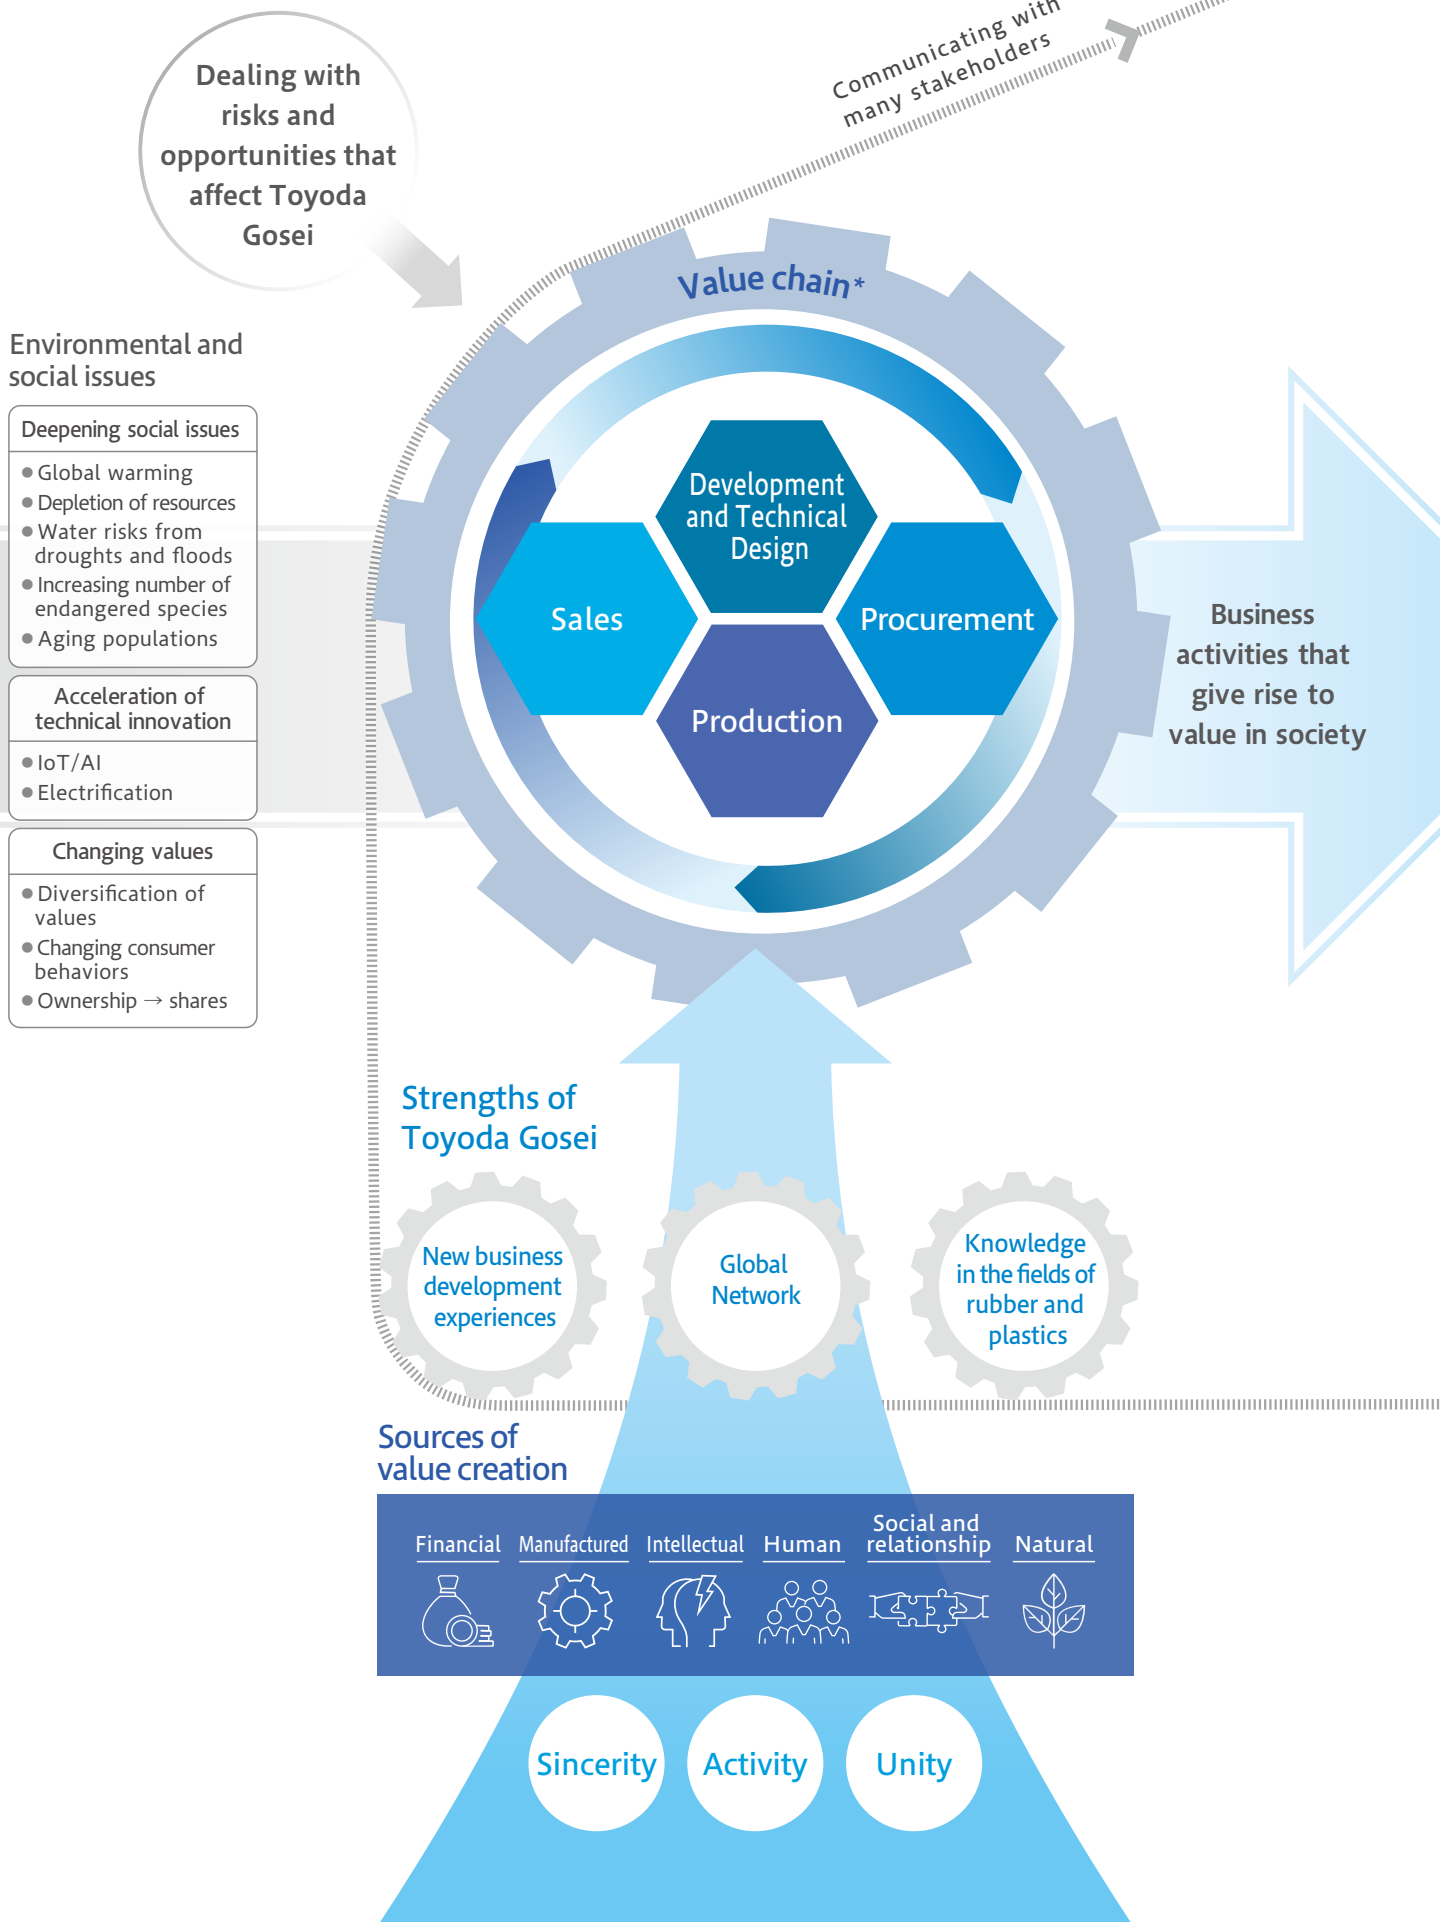 Communicating with
many stakeholders
Dealing with
risks and
opportunities that
affect Toyoda
Gosei
Value chain*
Environmental and
social issues
Deepening social issues
● Global warming
● Depletion of resources
● Water risks from
droughts and floods
● Increasing number of
endangered species
● Aging populations
Acceleration of
technical innovation
● IoT/AI
● Electrification
Changing values
● Diversification of
values
● Changing consumer
behaviors
● Ownership → shares
Development
and Technical
Design
Sales
Procurement
Production
Business
activities that
give rise to
value in society
Strengths of
Toyoda Gosei
New business
development
experiences
Global
Network
Knowledge
in the fields of
rubber and
plastics
Sources of
value creation
Financial
Manufactured
Intellectual
Human
Social and
relationship
Natural
Sincerity
Activity
Unity